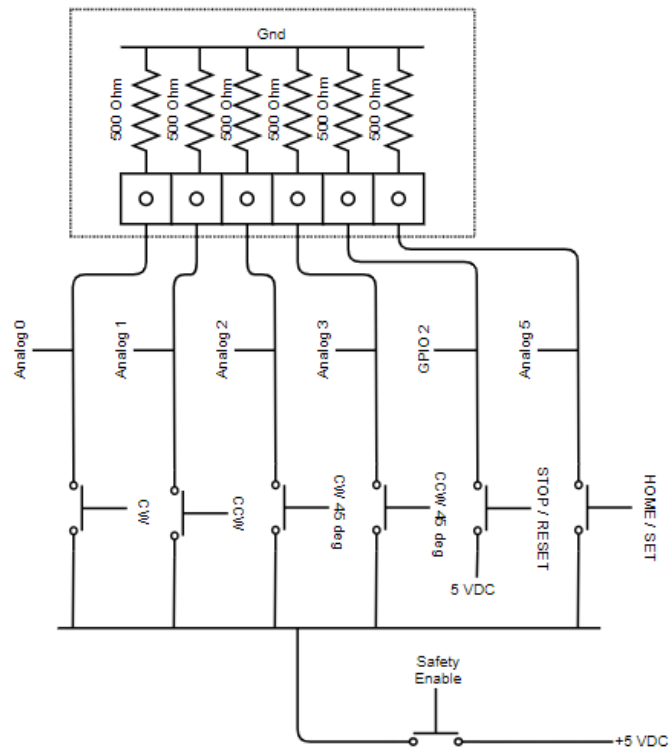 Gnd
500 Ohm
500 Ohm
500 Ohm
500 Ohm
500 Ohm
500 Ohm
Analog 0
Analog 1
Analog 2
Analog 3
GPIO 2
Analog 5
CW
CCW
CW 45 deg
CCW 45 deg
STOP / RESET
HOME / SET
5 VDC
Safety
Enable
+5 VDC